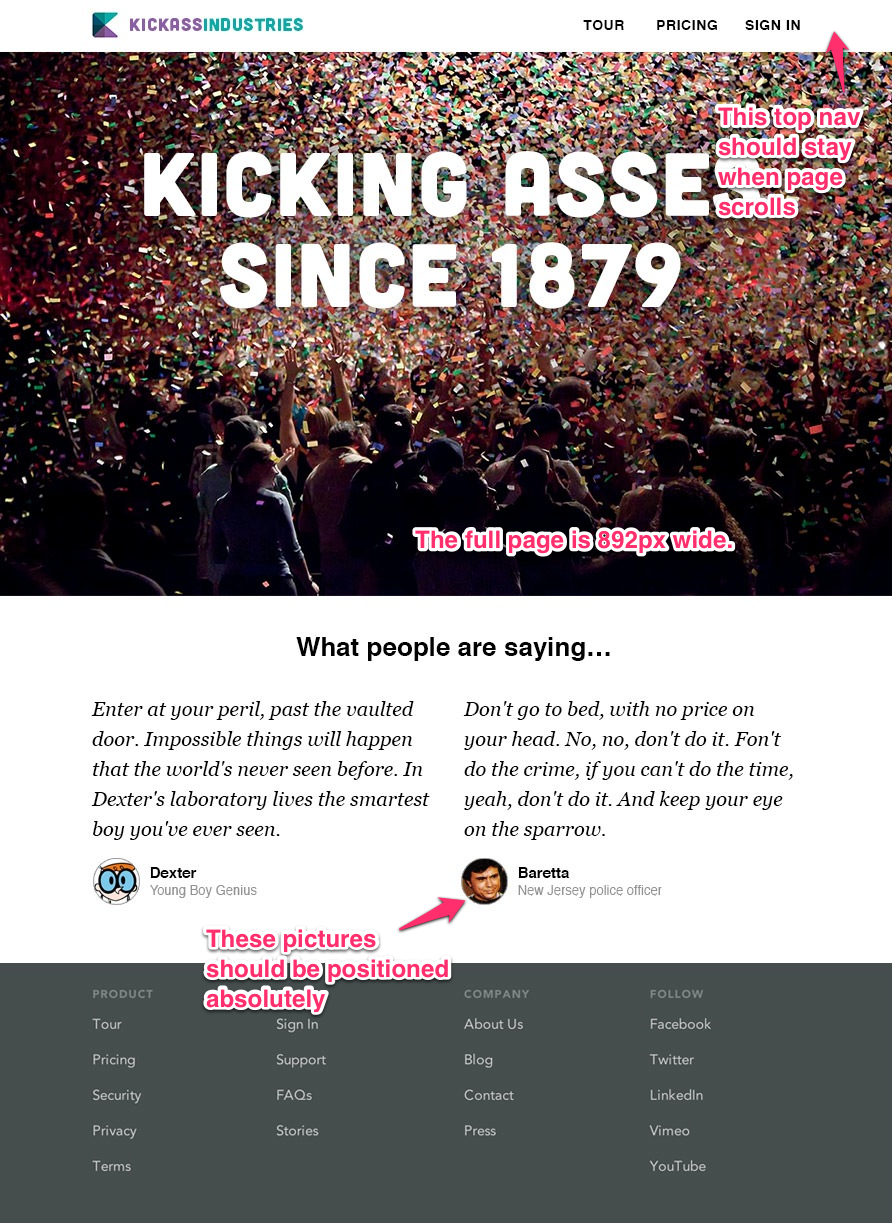 KICKASSINDUSTRIES
TOUR PRICING SIGN IN
This top nav
should stay
when page
scrolls
KICKING ASSE
SINCE 1879
The full page is 892px wide.
What people are saying…
Enter at your peril, past the vaulted
door. Impossible things will happen
that the world's never seen before. In
Dexter's laboratory lives the smartest
boy you've ever seen.
Dexter
Young Boy Genius
Don't go to bed, with no price on
your head. No, no, don't do it. Fon't
do the crime, if you can't do the time,
yeah, don't do it. And keep your eye
on the sparrow.
Baretta
New Jersey police officer
These pictures
should be positioned
absolutely
PRODUCT
Tour
Pricing
Security
Privacy
Terms
Sign In
Support
FAQs
Stories
COMPANY
About Us
Blog
Contact
Press
FOLLOW
Facebook
Twitter
LinkedIn
Vimeo
YouTube